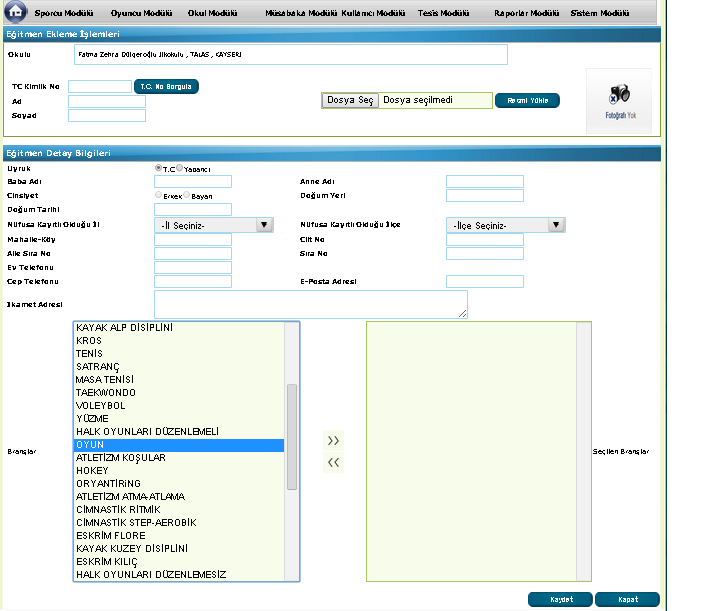 Sporcu Modülü Oyuncu Modülü Okul Modülü Müsabaka Modülü Kullanıcı Modülü Tesis Modülü Raporlar Modülü Sistem Modülü
Eğitmen Ekleme İşlemleri
Okulu Fatma Zehra Dülgeroğlu İlkokulu , TALAS , KAYSERİ
TC Kimlik No T.C. No Sorgula
Ad Dosya Seç Dosya seçilmedi Resmi Yükle
Soyad
Fotoğrafı Yok
Eğitmen Detay Bilgileri
Uyruk T.C Yabancı
Baba Adı Anne Adı
Cinsiyet Erkek Bayan Doğum Yeri
Doğum Tarihi
Nüfusa Kayıtlı Olduğu İl -İl Seçiniz- Nüfusa Kayıtlı Olduğu İlçe -İlçe Seçiniz-
Mahalle-Köy Cilt No
Aile Sıra No Sıra No
Ev Telefonu
Cep Telefonu E-Posta Adresi
İkamet Adresi
KAYAK ALP DİSİPLİNİ
KROS
TENİS
SATRANÇ
MASA TENİSİ
TAEKWONDO
VOLEYBOL
YÜZME
HALK OYUNLARI DÜZENLEMELİ
OYUN
Branşlar
ATLETİZM KOŞULAR
HOKEY
ORYANTİRİNG
ATLETİZM ATMA-ATLAMA
CİMNASTİK RİTMİK
CİMNASTİK STEP-AEROBİK
ESKRİM FLORE
KAYAK KUZEY DİSİPLİNİ
ESKRİM KILIÇ
HALK OYUNLARI DÜZENLEMESİZ
>>
<<
Seçilen Branşlar
Kaydet Kapat